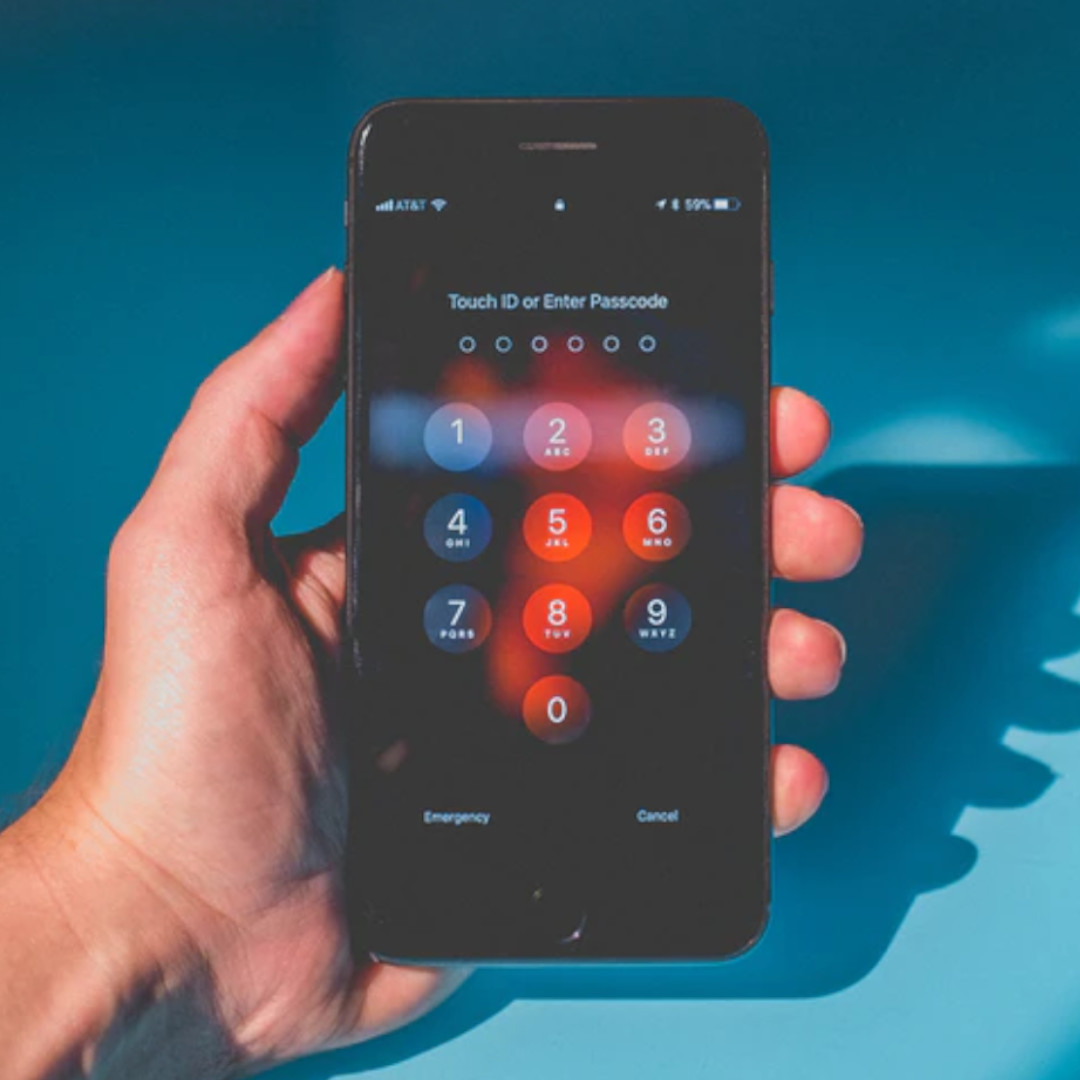 AT&T 59%
Touch ID or Enter Passcode
1 2 3
ABC DEF
4 5 6
GHI JKL MNO
7 8 9
PQRS TUV WXYZ
0
Emergency Cancel